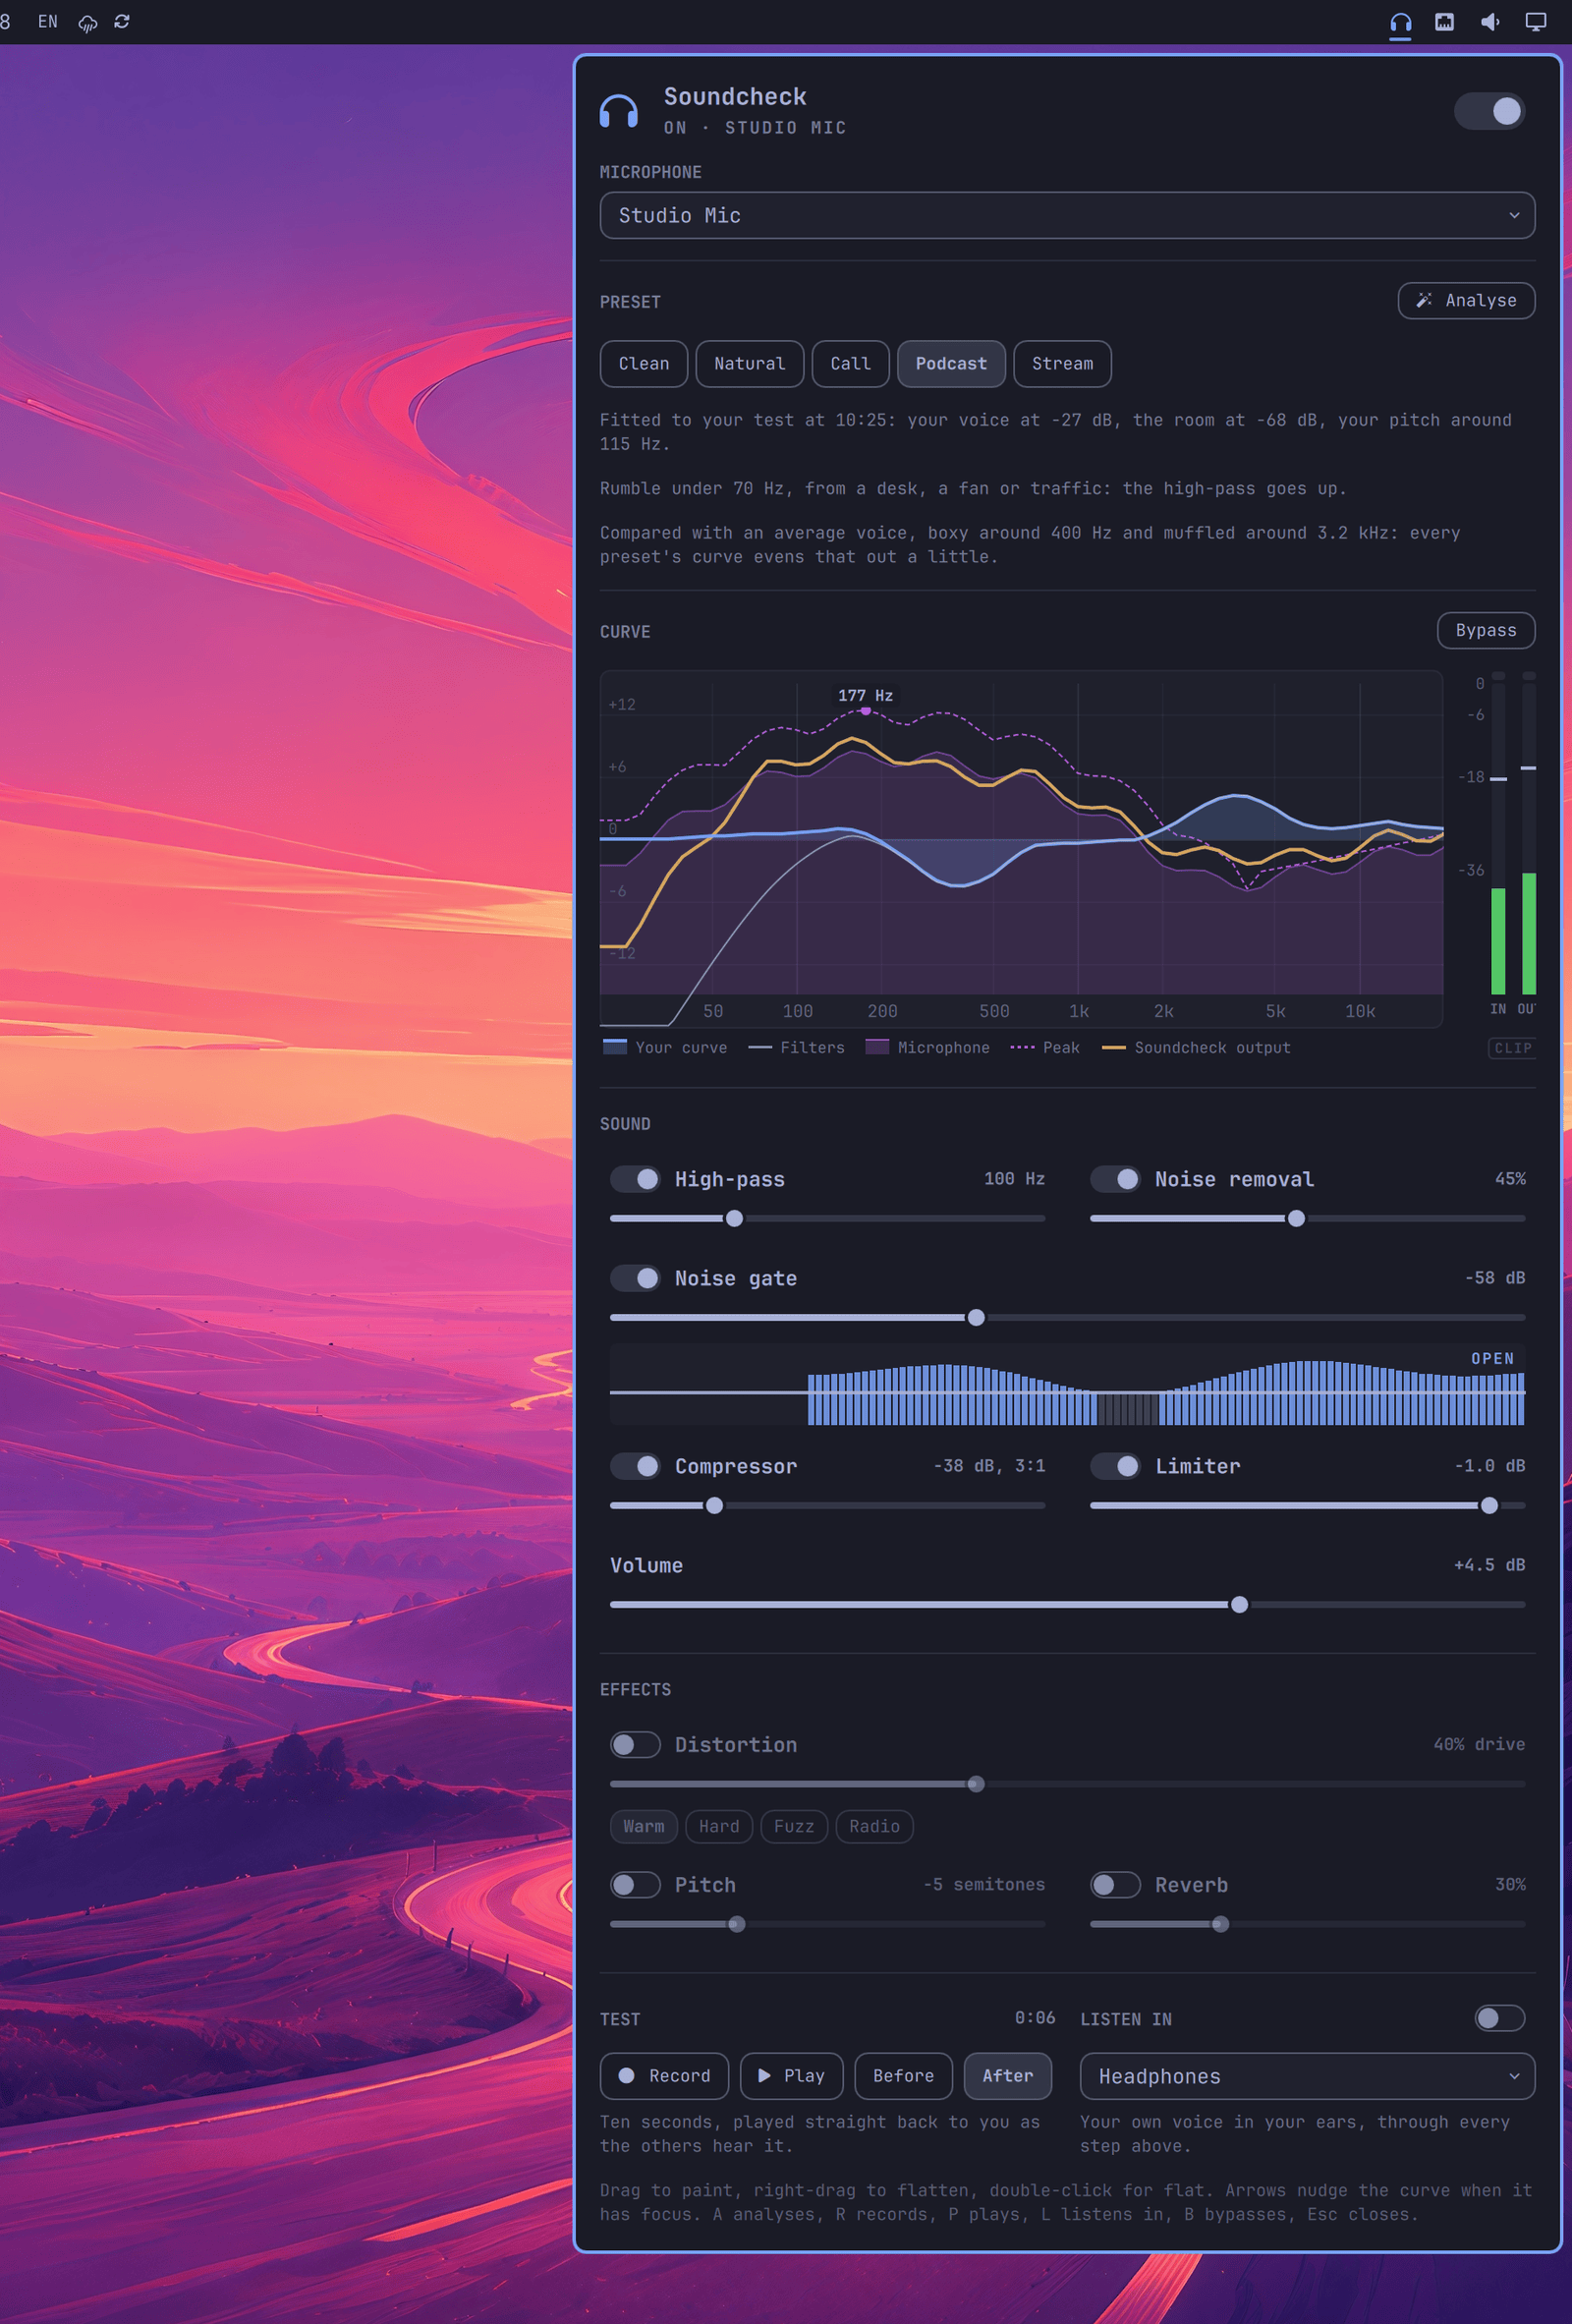 8 EN
Soundcheck
ON · STUDIO MIC
MICROPHONE
Studio Mic
PRESET
Analyse
Clean Natural Call Podcast Stream
Fitted to your test at 10:25: your voice at -27 dB, the room at -68 dB, your pitch around
115 Hz.
Rumble under 70 Hz, from a desk, a fan or traffic: the high-pass goes up.
Compared with an average voice, boxy around 400 Hz and muffled around 3.2 kHz: every
preset's curve evens that out a little.
CURVE
Bypass
177 Hz
+12
+6
0
-6
-12
50 100 200 500 1k 2k 5k 10k
0
-6
-18
-36
IN OUT
Your curve Filters Microphone Peak Soundcheck output
CLIP
SOUND
High-pass 100 Hz
Noise removal 45%
Noise gate -58 dB
OPEN
Compressor -38 dB, 3:1
Limiter -1.0 dB
Volume +4.5 dB
EFFECTS
Distortion 40% drive
Warm Hard Fuzz Radio
Pitch -5 semitones
Reverb 30%
TEST 0:06
Record Play Before After
Ten seconds, played straight back to you as
the others hear it.
LISTEN IN
Headphones
Your own voice in your ears, through every
step above.
Drag to paint, right-drag to flatten, double-click for flat. Arrows nudge the curve when it
has focus. A analyses, R records, P plays, L listens in, B bypasses, Esc closes.